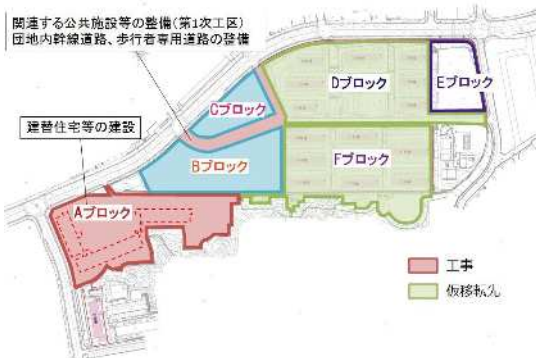 関連する公共施設等の整備(第1次工区)
団地内幹線道路、歩行者専用道路の整備
Cブロック
Dブロック
Eブロック
建替住宅等の建設
Bブロック
Fブロック
Aブロック
工事
仮移転先